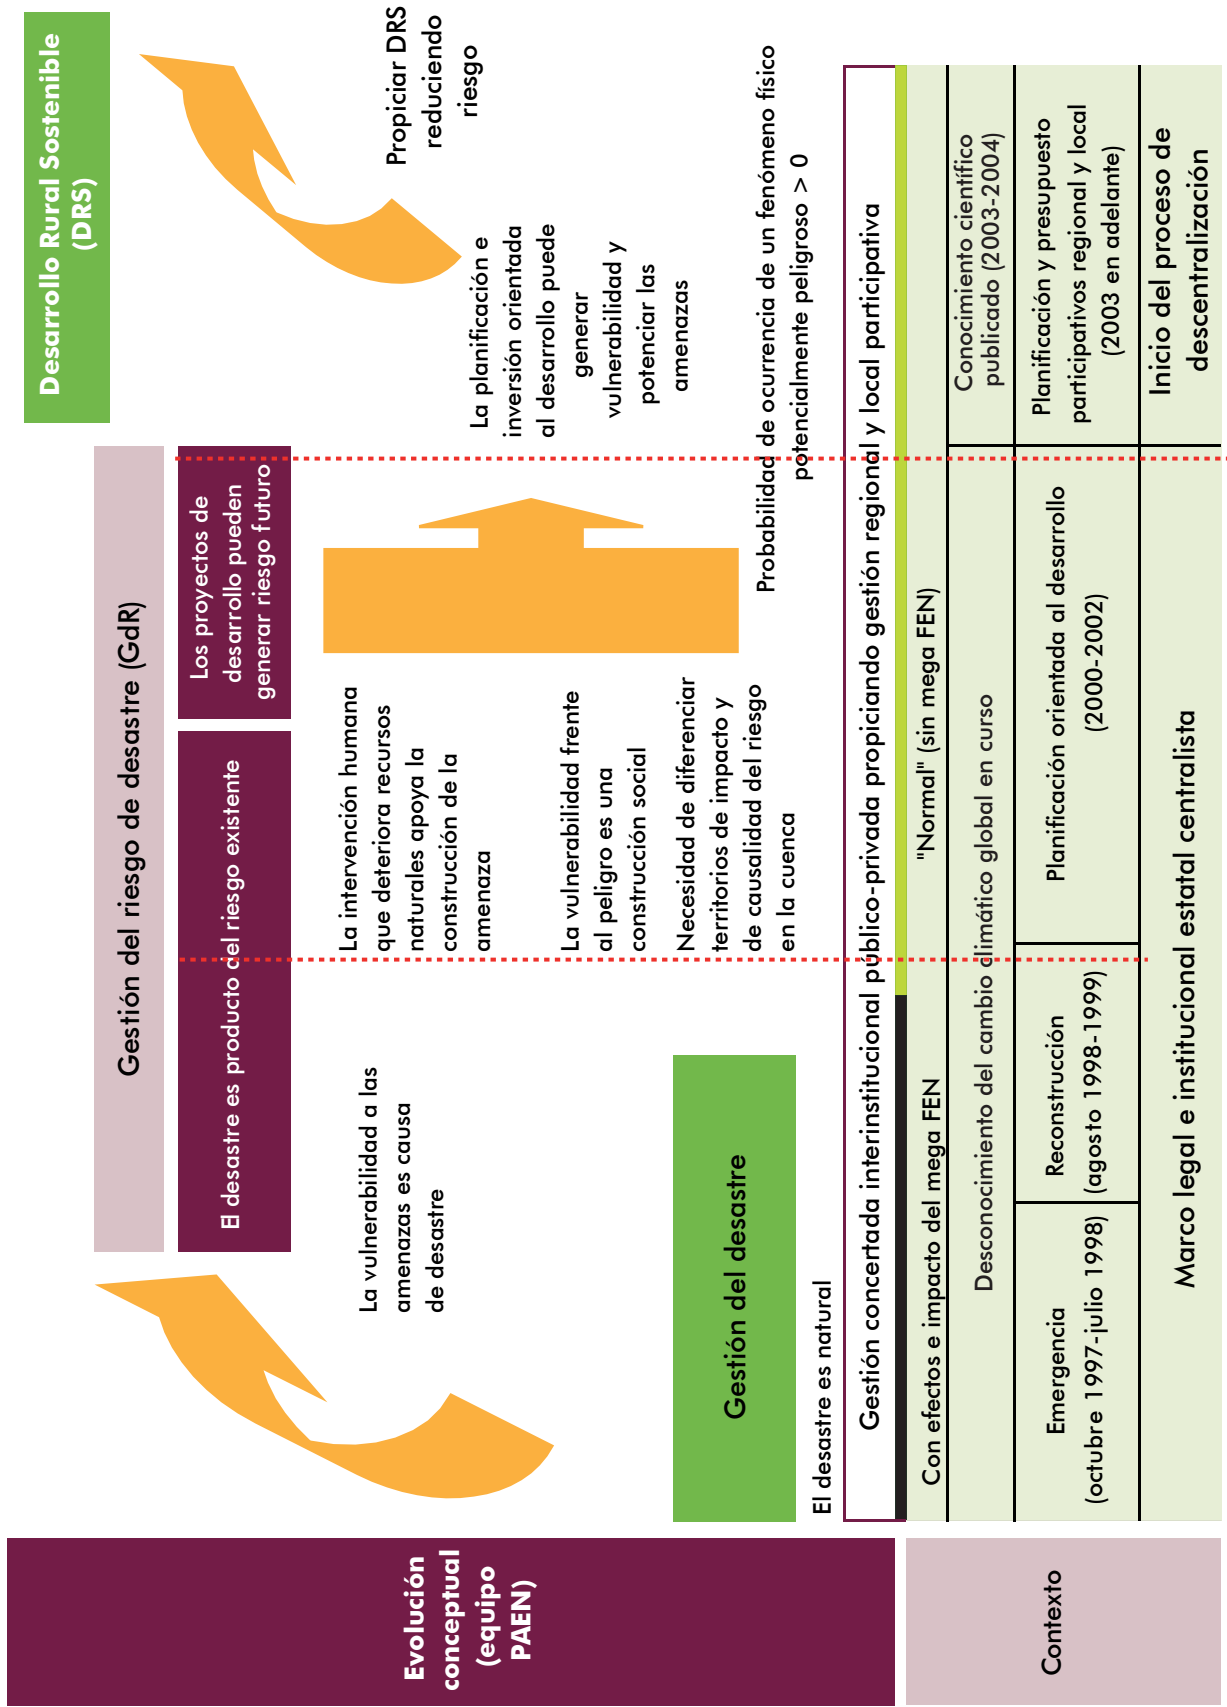 Evolución
conceptual
(equipo
PAEN)
Contexto
Desarrollo Rural Sostenible
(DRS)
Gestión del riesgo de desastre (GdR)
El desastre es producto del riesgo existente
Los proyectos de
desarrollo pueden
generar riesgo futuro
La vulnerabilidad a las
amenazas es causa
de desastre
La intervención humana
que deteriora recursos
naturales apoya la
construcción de la
amenaza
La vulnerabilidad frente
al peligro es una
construcción social
Necesidad de diferenciar
territorios de impacto y
de causalidad del riesgo
en la cuenca
Propiciar DRS
reduciendo
riesgo
La planificación e
inversión orientada
al desarrollo puede
generar
vulnerabilidad y
potenciar las
amenazas
Probabilidad de ocurrencia de un fenómeno físico
potencialmente peligroso > 0
Gestión del desastre
El desastre es natural
Gestión concertada interinstitucional público-privada propiciando gestión regional y local participativa
Con efectos e impacto del mega FEN
"Normal" (sin mega FEN)
Desconocimiento del cambio climático global en curso
Conocimiento científico
publicado (2003-2004)
Emergencia
(octubre 1997-julio 1998)
Reconstrucción
(agosto 1998-1999)
Planificación orientada al desarrollo
(2000-2002)
Planificación y presupuesto
participativos regional y local
(2003 en adelante)
Marco legal e institucional estatal centralista
Inicio del proceso de
descentralización